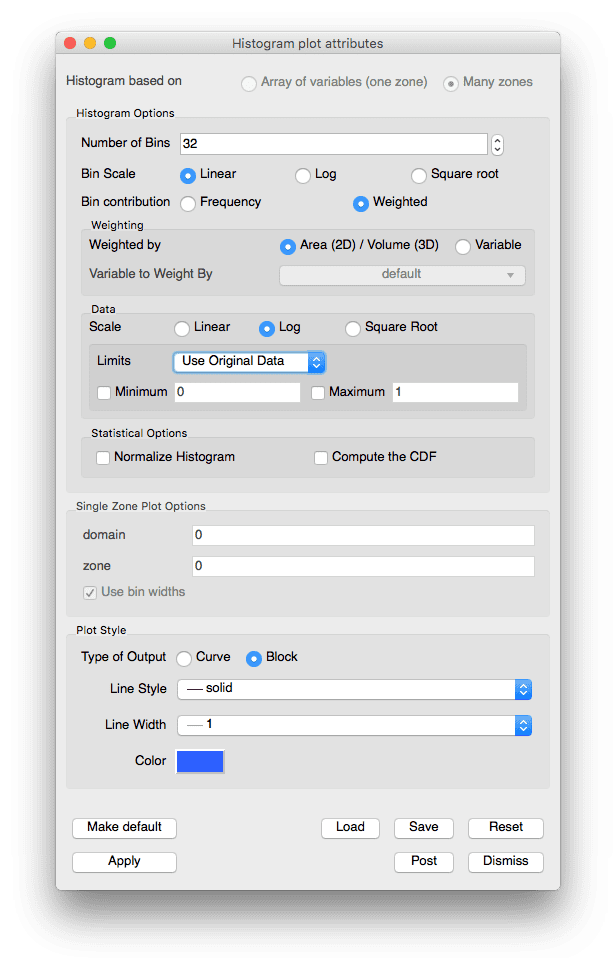 Histogram plot attributes
Histogram based on Array of variables (one zone) Many zones
Histogram Options
Number of Bins 32
Bin Scale Linear Log Square root
Bin contribution Frequency Weighted
Weighting
Weighted by Area (2D) / Volume (3D) Variable
Variable to Weight By default
Data
Scale Linear Log Square Root
Limits Use Original Data
Minimum 0 Maximum 1
Statistical Options
Normalize Histogram Compute the CDF
Single Zone Plot Options
domain 0
zone 0
Use bin widths
Plot Style
Type of Output Curve Block
Line Style solid
Line Width 1
Color
Make default Load Save Reset
Apply Post Dismiss